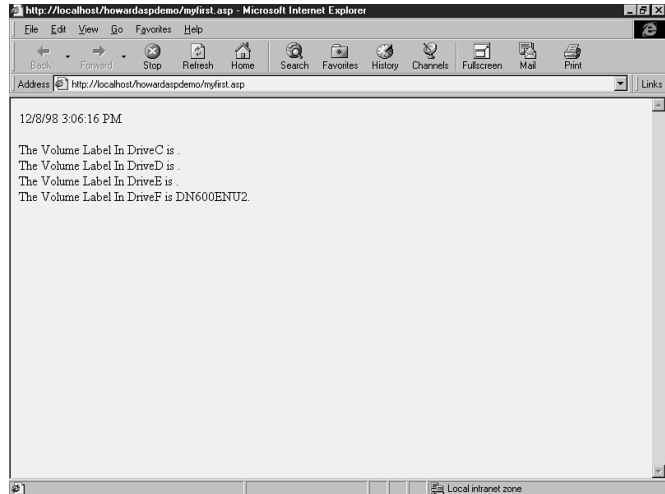 http://localhost/howardaspdemo/myfirst.asp - Microsoft Internet Explorer
File Edit View Go Favorites Help
Back Forward Stop Refresh Home Search Favorites History Channels Fullscreen Mail Print
Address http://localhost/howardaspdemo/myfirst.asp Links
12/8/98 3:06:16 PM
The Volume Label In DriveC is .
The Volume Label In DriveD is .
The Volume Label In DriveE is .
The Volume Label In DriveF is DN600ENU2.
Local intranet zone